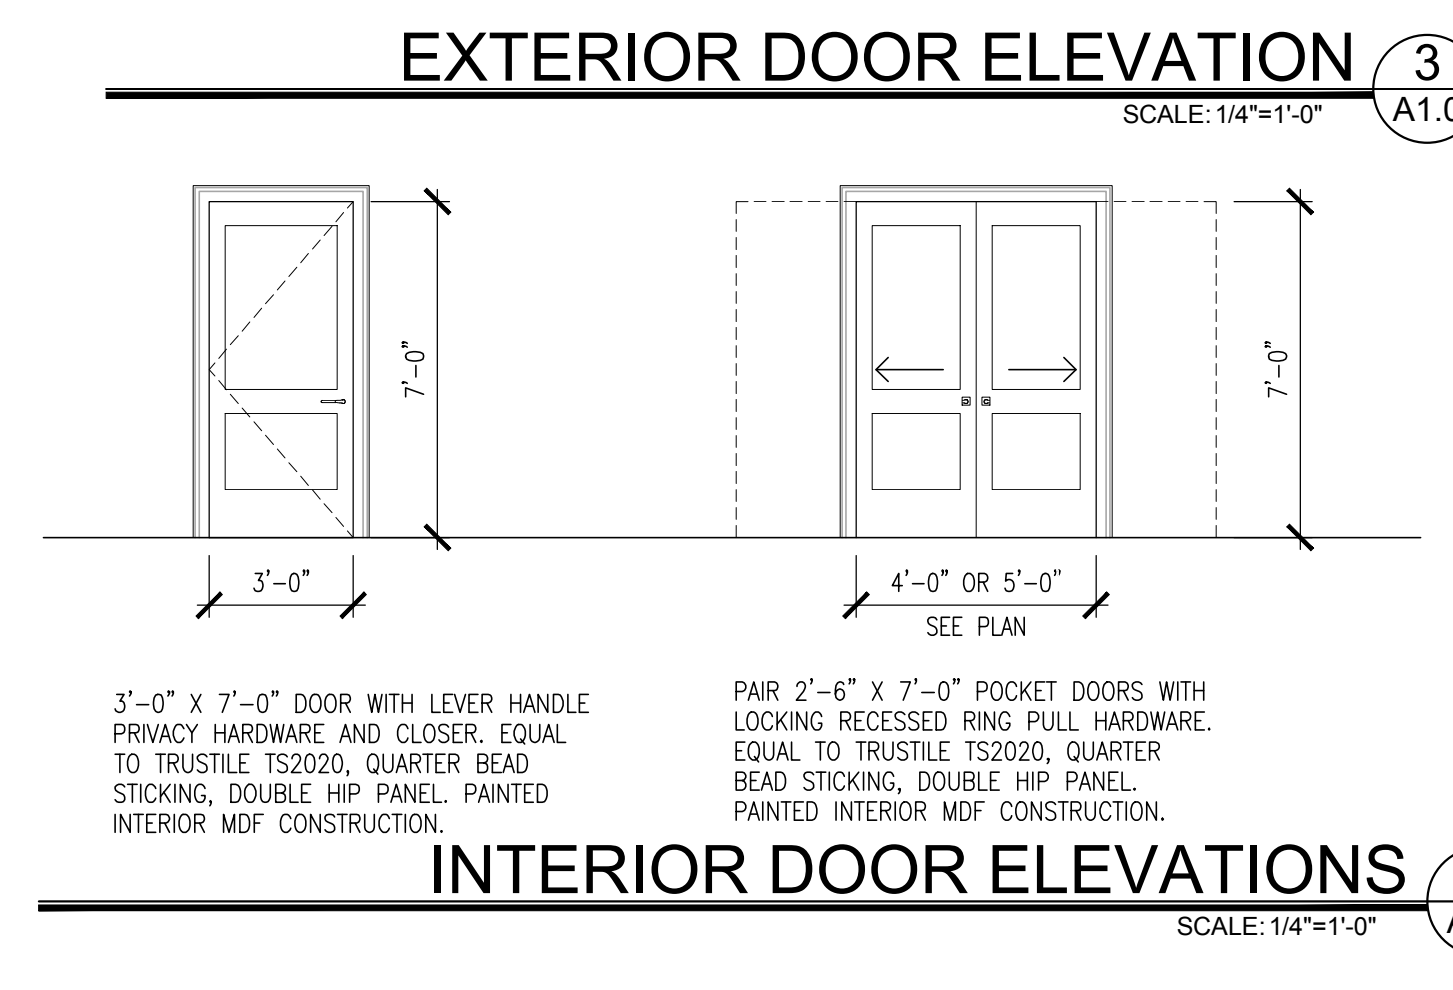 EXTERIOR DOOR ELEVATION
3
SCALE: 1/4"=1'-0"
A1.0
7'-0"
7'-0"
3'-0"
4'-0" OR 5'-0"
SEE PLAN
3'-0" X 7'-0" DOOR WITH LEVER HANDLE
PRIVACY HARDWARE AND CLOSER. EQUAL
TO TRUSTILE TS2020, QUARTER BEAD
STICKING, DOUBLE HIP PANEL. PAINTED
INTERIOR MDF CONSTRUCTION.
PAIR 2'-6" X 7'-0" POCKET DOORS WITH
LOCKING RECESSED RING PULL HARDWARE.
EQUAL TO TRUSTILE TS2020, QUARTER
BEAD STICKING, DOUBLE HIP PANEL.
PAINTED INTERIOR MDF CONSTRUCTION.
INTERIOR DOOR ELEVATIONS
SCALE: 1/4"=1'-0"